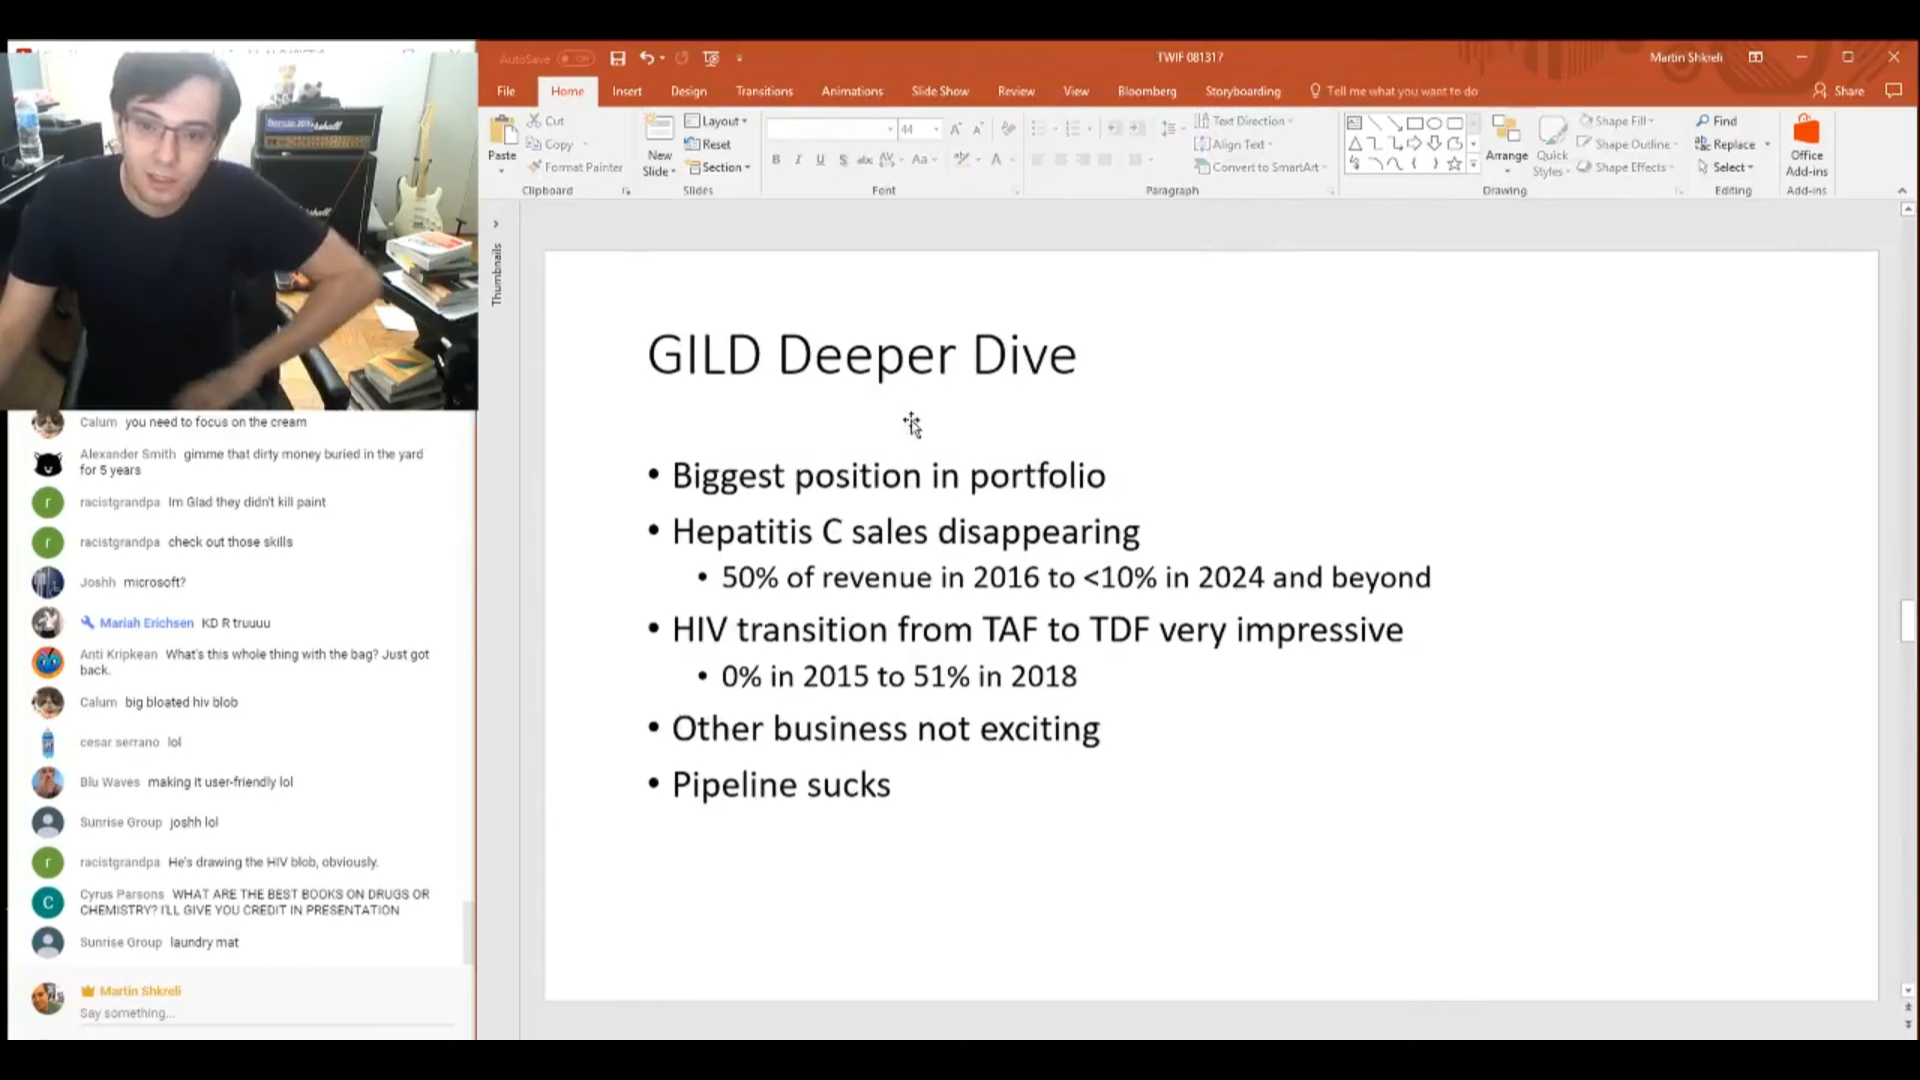 AutoSave
Off
TWIF 081317
Martin Shkreli
File
Home
Insert
Design
Transitions
Animations
Slide Show
Review
View
Bloomberg
Storyboarding
Tell me what you want to do
Share
Paste
Cut
Copy
Format Painter
Clipboard
New
Slide
Layout
Reset
Section
Slides
44
Font
Text Direction
Align Text
Convert to SmartArt
Paragraph
Arrange
Quick
Styles
Shape Fill
Shape Outline
Shape Effects
Drawing
Find
Replace
Select
Editing
Office
Add-ins
Add-ins
Thumbnails
GILD Deeper Dive
• Biggest position in portfolio
• Hepatitis C sales disappearing
• 50% of revenue in 2016 to <10% in 2024 and beyond
• HIV transition from TAF to TDF very impressive
• 0% in 2015 to 51% in 2018
• Other business not exciting
• Pipeline sucks
Marshall
Calum you need to focus on the cream
Alexander Smith gimme that dirty money buried in the yard
for 5 years
racistgrandpa Im Glad they didn't kill paint
racistgrandpa check out those skills
Joshh microsoft?
Mariah Erichsen KD R truuuu
Anti Kripkean What's this whole thing with the bag? Just got
back.
Calum big bloated hiv blob
cesar serrano lol
Blu Waves making it user-friendly lol
Sunrise Group joshh lol
racistgrandpa He's drawing the HIV blob, obviously.
Cyrus Parsons WHAT ARE THE BEST BOOKS ON DRUGS OR
CHEMISTRY? I'LL GIVE YOU CREDIT IN PRESENTATION
Sunrise Group laundry mat
Martin Shkreli
Say something...